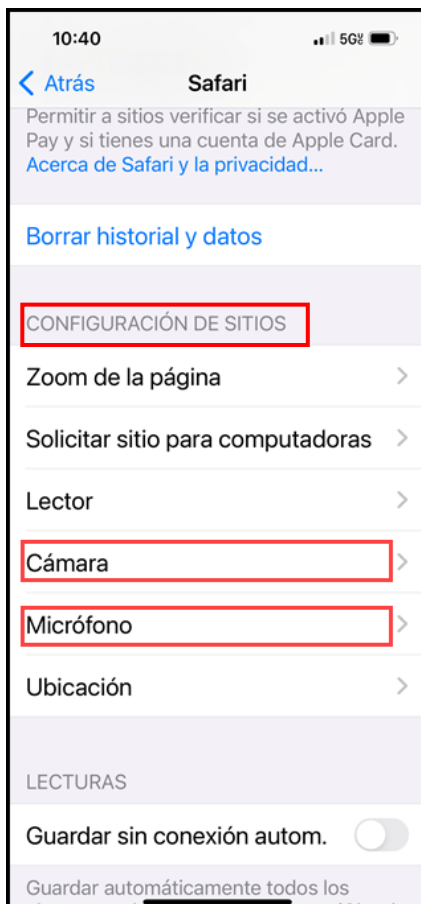 10:40 5G
Atrás Safari
Permitir a sitios verificar si se activó Apple
Pay y si tienes una cuenta de Apple Card.
Acerca de Safari y la privacidad...
Borrar historial y datos
CONFIGURACIÓN DE SITIOS
Zoom de la página
Solicitar sitio para computadoras
Lector
Cámara
Micrófono
Ubicación
LECTURAS
Guardar sin conexión autom.
Guardar automáticamente todos los